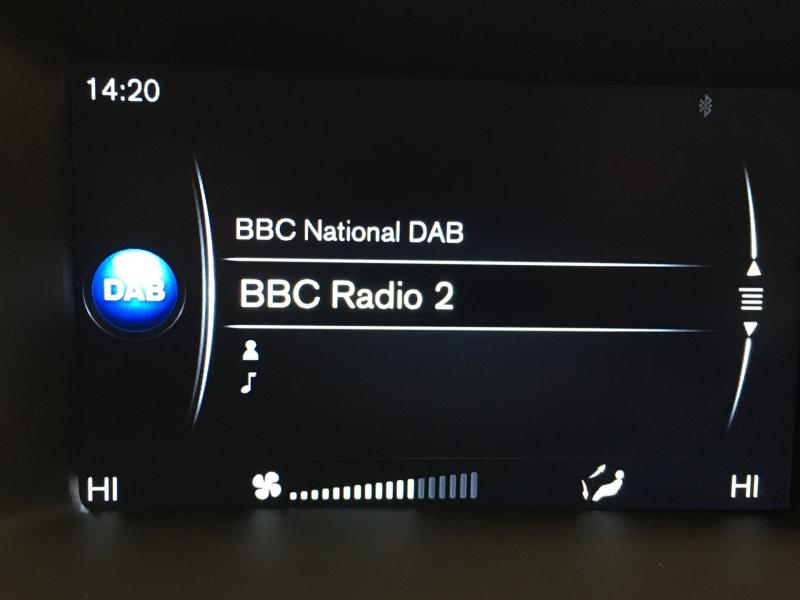 14:20
BBC National DAB
DAB
BBC Radio 2
HI
HI